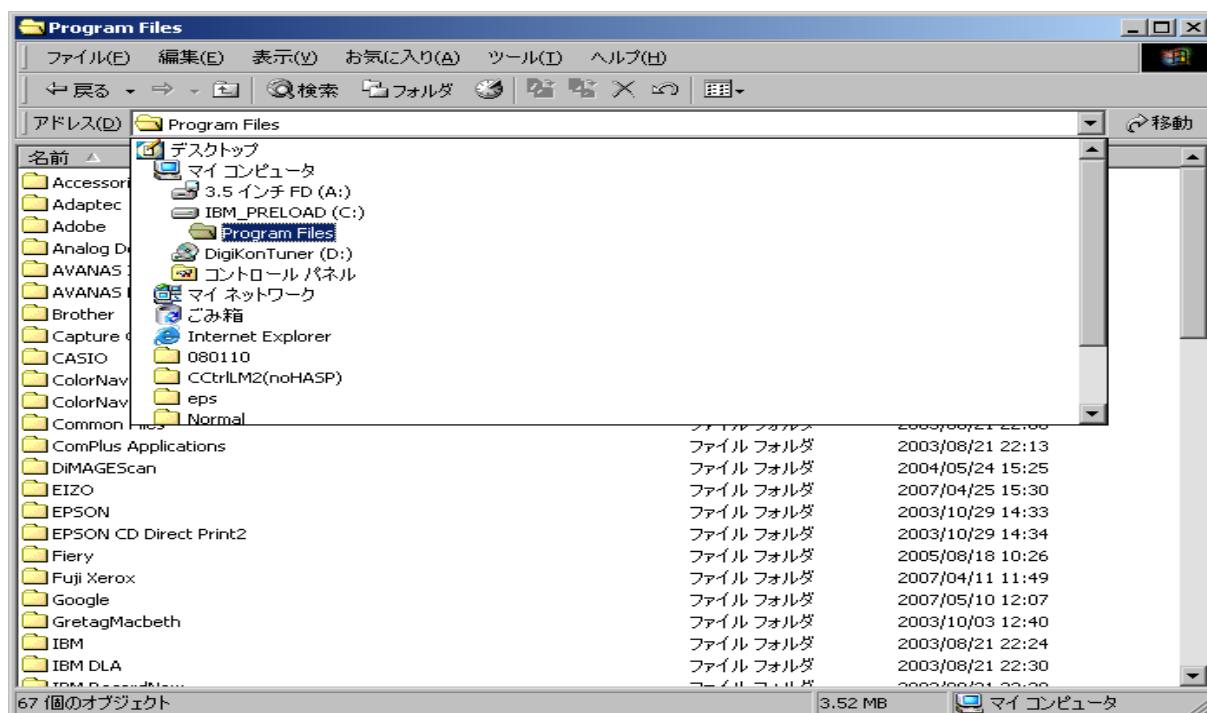 Program Files
ファイル(F) 編集(E) 表示(V) お気に入り(A) ツール(T) ヘルプ(H)
戻る 検索 フォルダ
アドレス(D) Program Files 移動
名前
デスクトップ
マイ コンピュータ
3.5 インチ FD (A:)
IBM_PRELOAD (C:)
Program Files
DigiKonTuner (D:)
コントロール パネル
マイ ネットワーク
ごみ箱
Internet Explorer
080110
CCtrlLM2(noHASP)
eps
Normal
Accessori
Adaptec
Adobe
Analog D
AVANAS
AVANAS
Brother
Capture
CASIO
ColorNav
ColorNav
Common
ComPlus Applications ファイル フォルダ 2003/08/21 22:13
DiMAGEScan ファイル フォルダ 2004/05/24 15:25
EIZO ファイル フォルダ 2007/04/25 15:30
EPSON ファイル フォルダ 2003/10/29 14:33
EPSON CD Direct Print2 ファイル フォルダ 2003/10/29 14:34
Fiery ファイル フォルダ 2005/08/18 10:26
Fuji Xerox ファイル フォルダ 2007/04/11 11:49
Google ファイル フォルダ 2007/05/10 12:07
GretagMacbeth ファイル フォルダ 2003/10/03 12:40
IBM ファイル フォルダ 2003/08/21 22:24
IBM DLA ファイル フォルダ 2003/08/21 22:30
67 個のオブジェクト 3.52 MB マイ コンピュータ